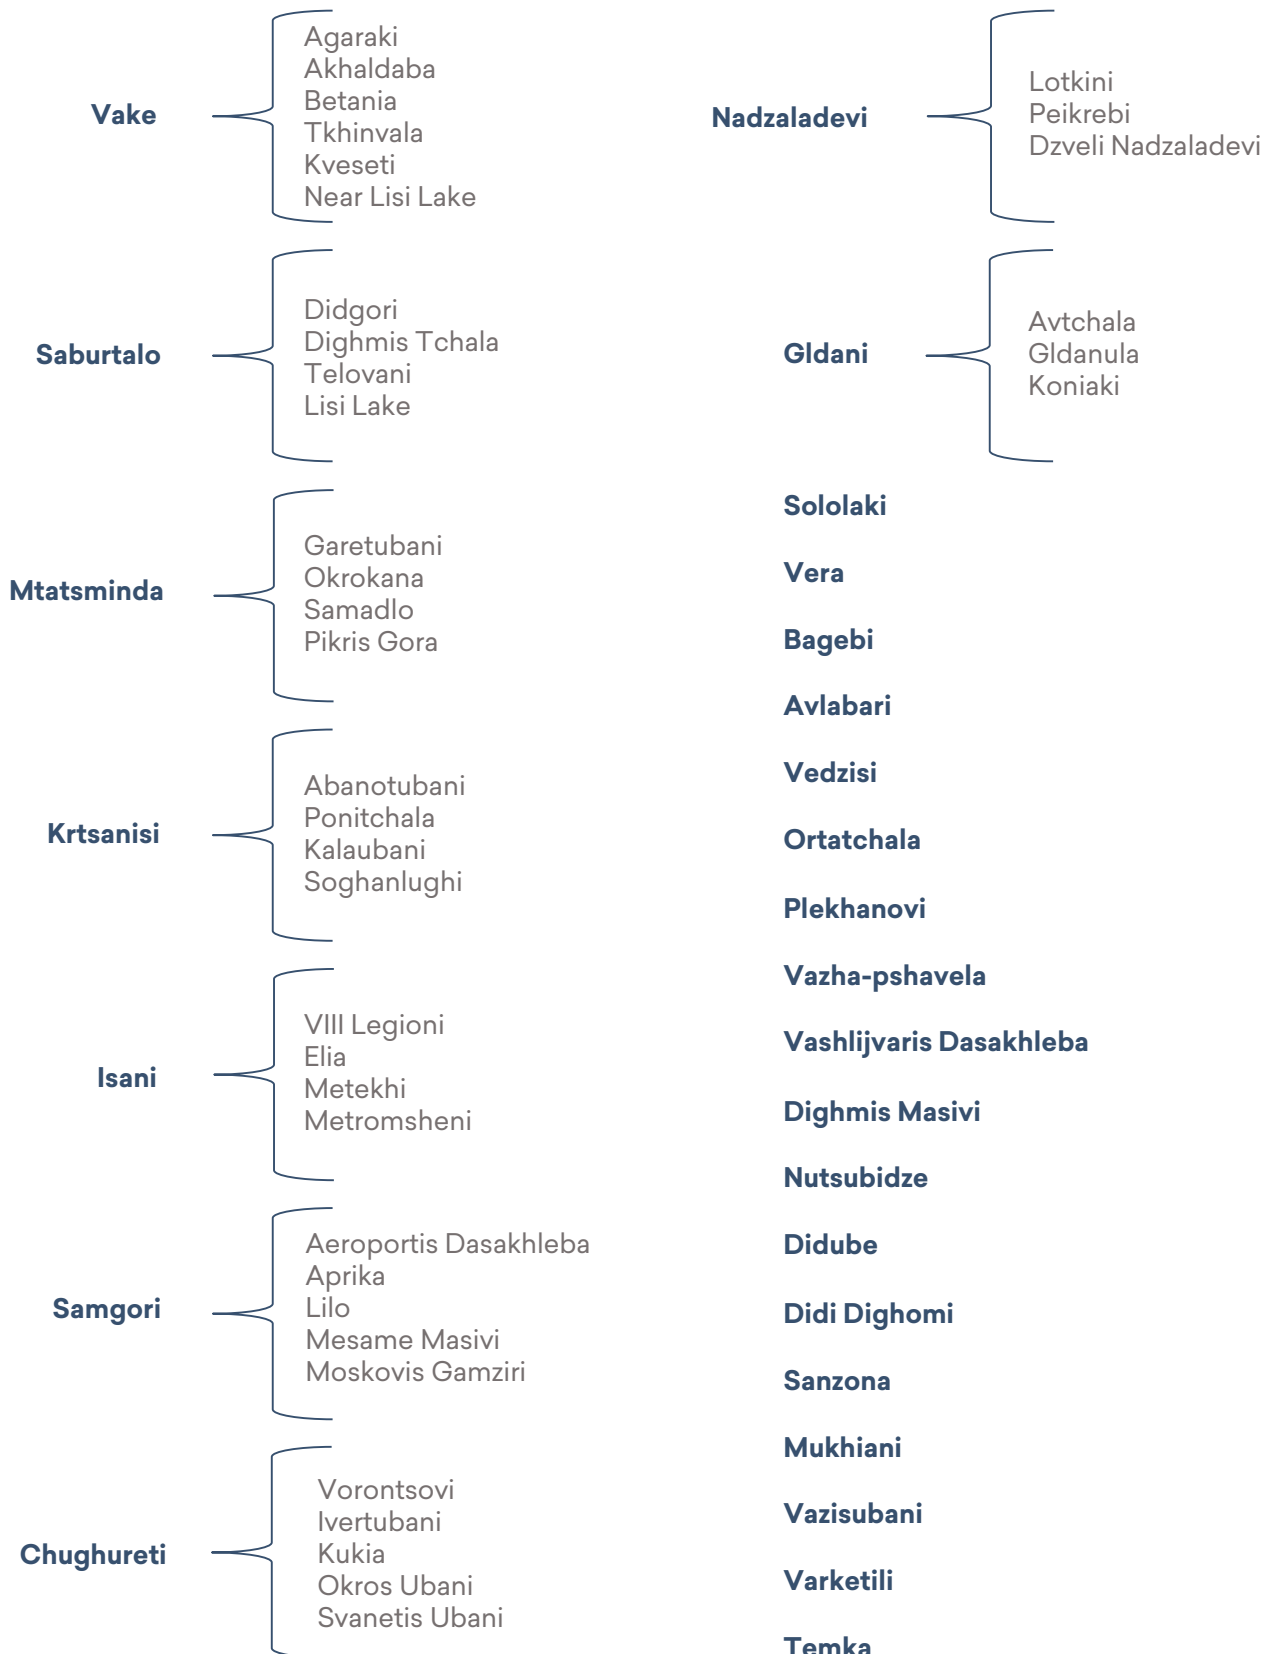 Vake
Agaraki
Akhaldaba
Betania
Tkhinvala
Kveseti
Near Lisi Lake
Saburtalo
Didgori
Dighmis Tchala
Telovani
Lisi Lake
Mtatsminda
Garetubani
Okrokana
Samadlo
Pikris Gora
Krtsanisi
Abanotubani
Ponitchala
Kalaubani
Soghanlughi
Isani
VIII Legioni
Elia
Metekhi
Metromsheni
Samgori
Aeroportis Dasakhleba
Aprika
Lilo
Mesame Masivi
Moskovis Gamziri
Chughureti
Vorontsovi
Ivertubani
Kukia
Okros Ubani
Svanetis Ubani
Nadzaladevi
Lotkini
Peikrebi
Dzveli Nadzaladevi
Gldani
Avtchala
Gldanula
Koniaki
Sololaki
Vera
Bagebi
Avlabari
Vedzisi
Ortatchala
Plekhanovi
Vazha-pshavela
Vashlijvaris Dasakhleba
Dighmis Masivi
Nutsubidze
Didube
Didi Dighomi
Sanzona
Mukhiani
Vazisubani
Varketili
Temka